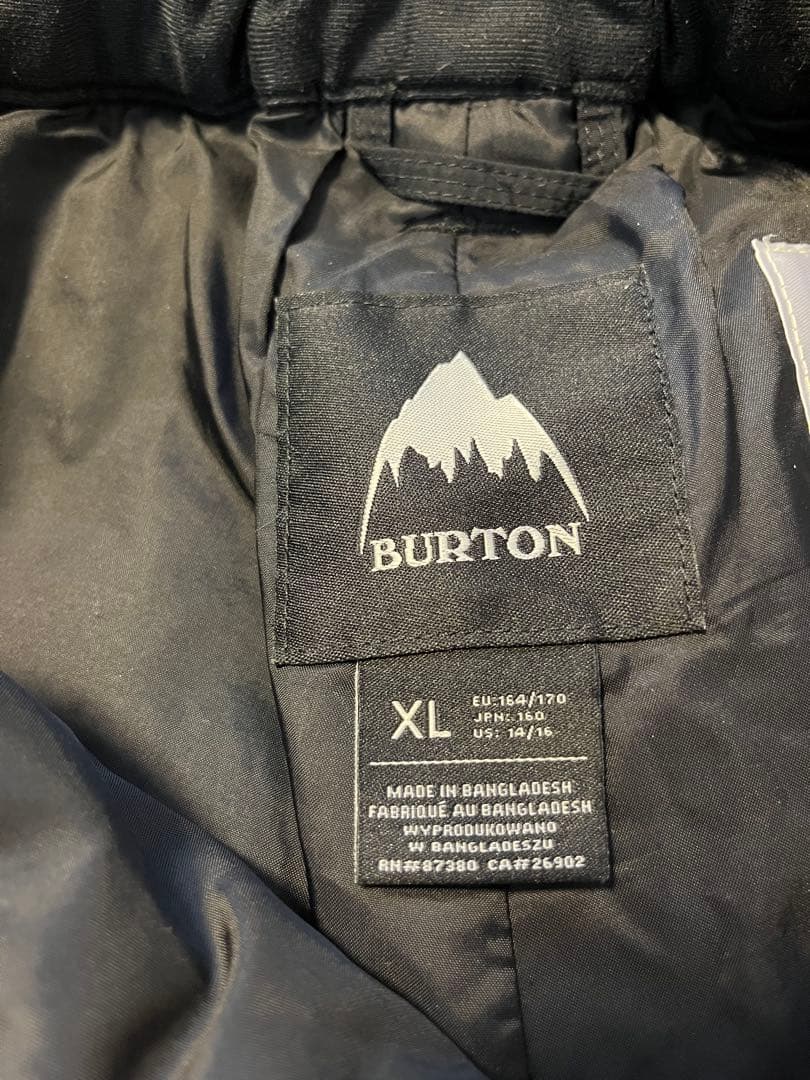 BURTON
XL
EU:164/170
JPN: 160
US: 14/16
MADE IN BANGLADESH
FABRIQUÉ AU BANGLADESH
WYPRODUKOWANO
W BANGLADESZU
RN#87380 CA#26902